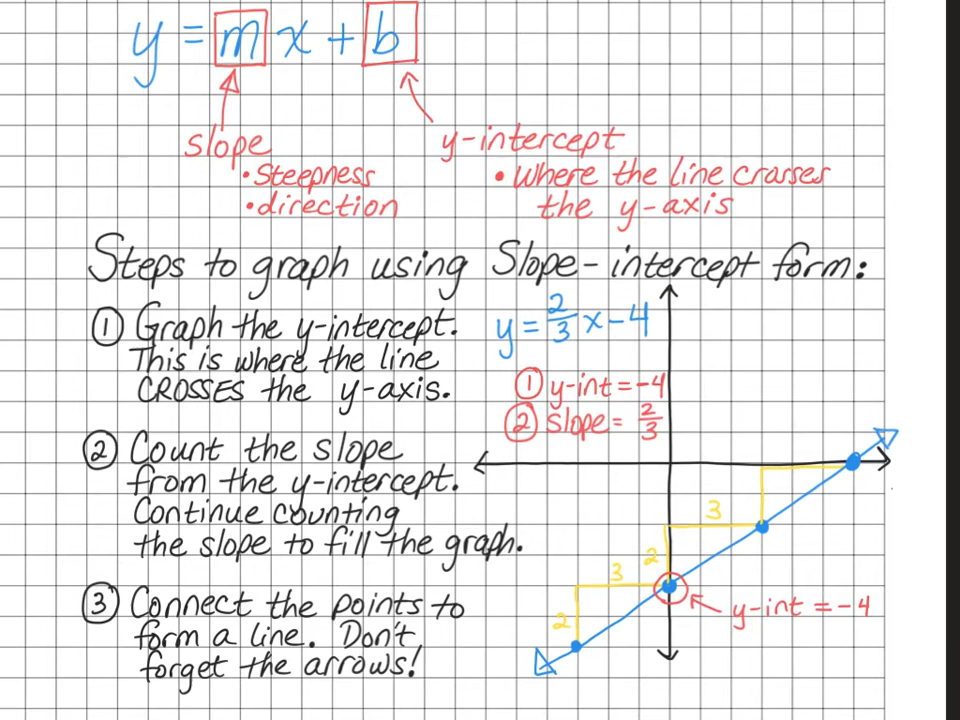 y = mx + b
slope
• Steepness
• direction
y-intercept
• Where the line crasses
the y-axis
Steps to graph using Slope-intercept form:
① Graph the y-intercept.
This is where the line
CROSSES the y-axis.
② Count the slope
from the y-intercept.
Continue counting
the slope to fill the graph.
③ Connect the points to
form a line. Don't
forget the arrows!
y = 2/3 x - 4
① y-int = -4
② slope = 2/3
3
2
3
2
y-int = -4